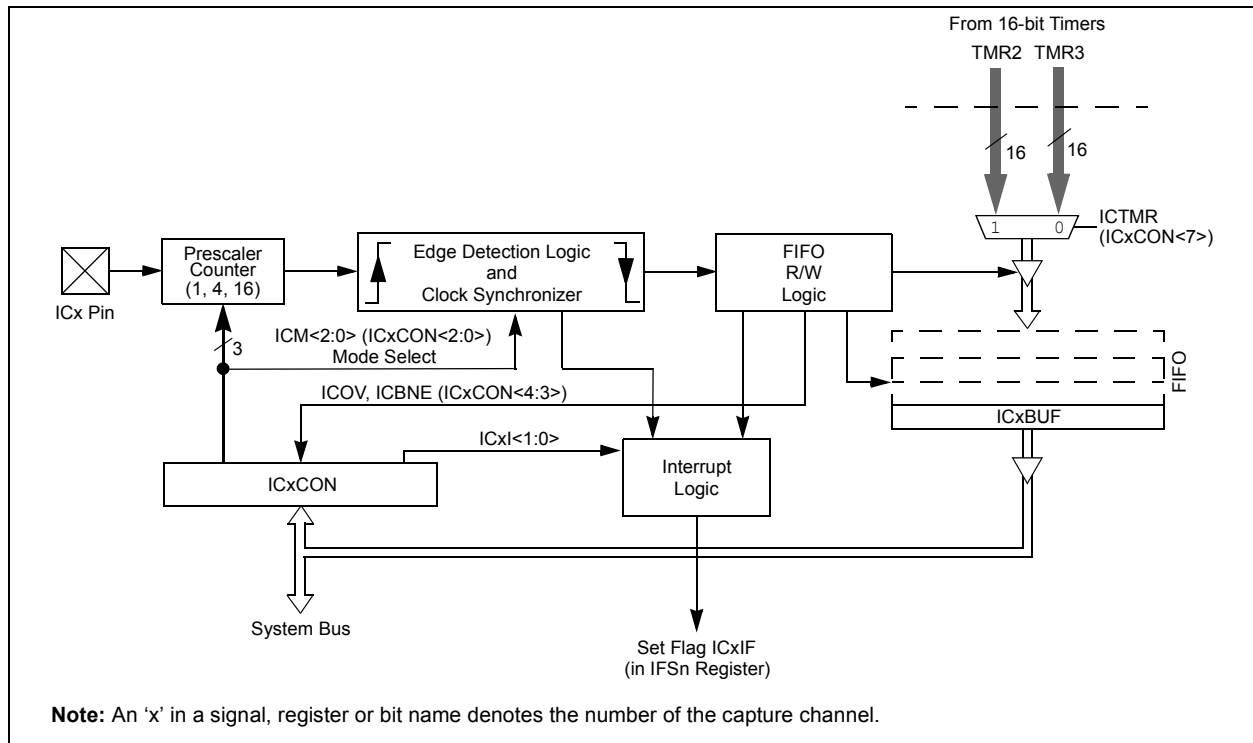 From 16-bit Timers
TMR2 TMR3
16 16
1 0
ICTMR
(ICxCON<7>)
ICx Pin
Prescaler
Counter
(1, 4, 16)
Edge Detection Logic
and
Clock Synchronizer
FIFO
R/W
Logic
3
ICM<2:0> (ICxCON<2:0>)
Mode Select
FIFO
ICOV, ICBNE (ICxCON<4:3>)
ICxBUF
ICxI<1:0>
ICxCON
Interrupt
Logic
System Bus
Set Flag ICxIF
(in IFSn Register)
Note: An ‘x’ in a signal, register or bit name denotes the number of the capture channel.